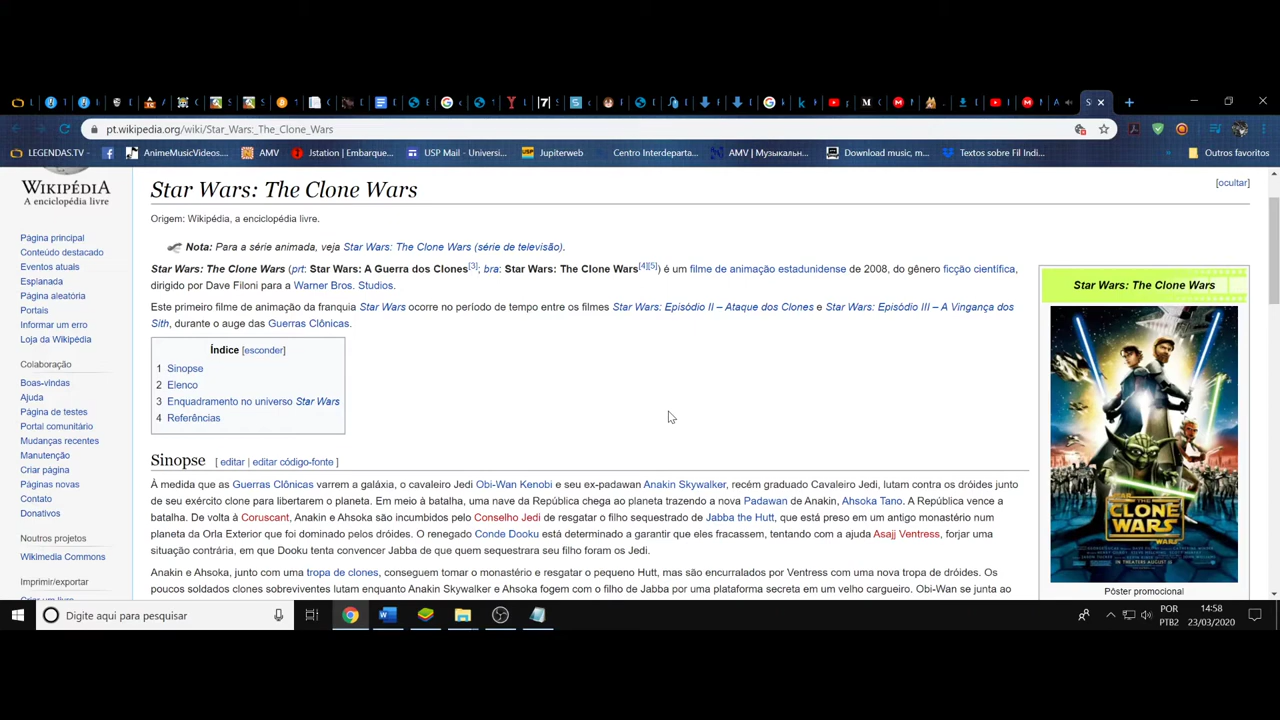 pt.wikipedia.org/wiki/Star_Wars:_The_Clone_Wars
LEGENDAS.TV
AnimeMusicVideos....
AMV
Jstation | Embarque...
USP Mail - Universi...
Jupiterweb
Centro Interdeparta...
AMV | Музыкальн...
Download music, m...
Textos sobre Fil Indi...
»
Outros favoritos
WIKIPÉDIA
A enciclopédia livre
Página principal
Conteúdo destacado
Eventos atuais
Esplanada
Página aleatória
Portais
Informar um erro
Loja da Wikipédia
Colaboração
Boas-vindas
Ajuda
Página de testes
Portal comunitário
Mudanças recentes
Manutenção
Criar página
Páginas novas
Contato
Donativos
Noutros projetos
Wikimedia Commons
Imprimir/exportar
Star Wars: The Clone Wars
[ocultar]
Origem: Wikipédia, a enciclopédia livre.
Nota: Para a série animada, veja Star Wars: The Clone Wars (série de televisão).
Star Wars: The Clone Wars (prt: Star Wars: A Guerra dos Clones[3]; bra: Star Wars: The Clone Wars[4][5]) é um filme de animação estadunidense de 2008, do gênero ficção científica,
dirigido por Dave Filoni para a Warner Bros. Studios.
Este primeiro filme de animação da franquia Star Wars ocorre no período de tempo entre os filmes Star Wars: Episódio II – Ataque dos Clones e Star Wars: Episódio III – A Vingança dos
Sith, durante o auge das Guerras Clônicas.
Índice [esconder]
1 Sinopse
2 Elenco
3 Enquadramento no universo Star Wars
4 Referências
Sinopse [ editar | editar código-fonte ]
À medida que as Guerras Clônicas varrem a galáxia, o cavaleiro Jedi Obi-Wan Kenobi e seu ex-padawan Anakin Skywalker, recém graduado Cavaleiro Jedi, lutam contra os dróides junto
de seu exército clone para libertarem o planeta. Em meio à batalha, uma nave da República chega ao planeta trazendo a nova Padawan de Anakin, Ahsoka Tano. A República vence a
batalha. De volta à Coruscant, Anakin e Ahsoka são incumbidos pelo Conselho Jedi de resgatar o filho sequestrado de Jabba the Hutt, que está preso em um antigo monastério num
planeta da Orla Exterior que foi dominado pelos dróides. O renegado Conde Dooku está determinado a garantir que eles fracassem, tentando com a ajuda Asajj Ventress, forjar uma
situação contrária, em que Dooku tenta convencer Jabba de que quem sequestrara seu filho foram os Jedi.
Anakin e Ahsoka, junto com uma tropa de clones, conseguem adentrar o monastério e resgatar o pequeno Hutt, mas são encurralados por Ventress com uma nova tropa de dróides. Os
poucos soldados clones sobreviventes lutam enquanto Anakin Skywalker e Ahsoka fogem com o filho de Jabba por uma plataforma secreta em um velho cargueiro. Obi-Wan se junta ao
Star Wars: The Clone Wars
STAR WARS
THE
CLONE
WARS
IN THEATERS AUGUST
Pôster promocional
Digite aqui para pesquisar
POR
PTB2
14:58
23/03/2020